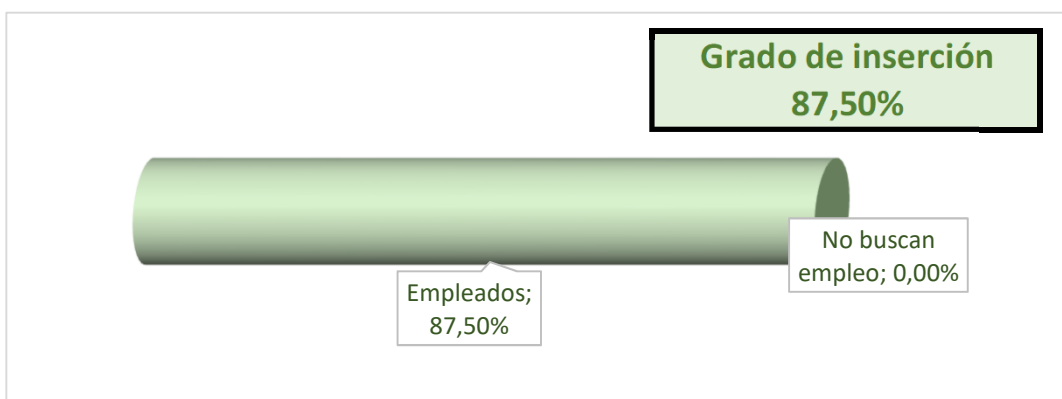 Grado de inserción
87,50%
No buscan
empleo; 0,00%
Empleados;
87,50%